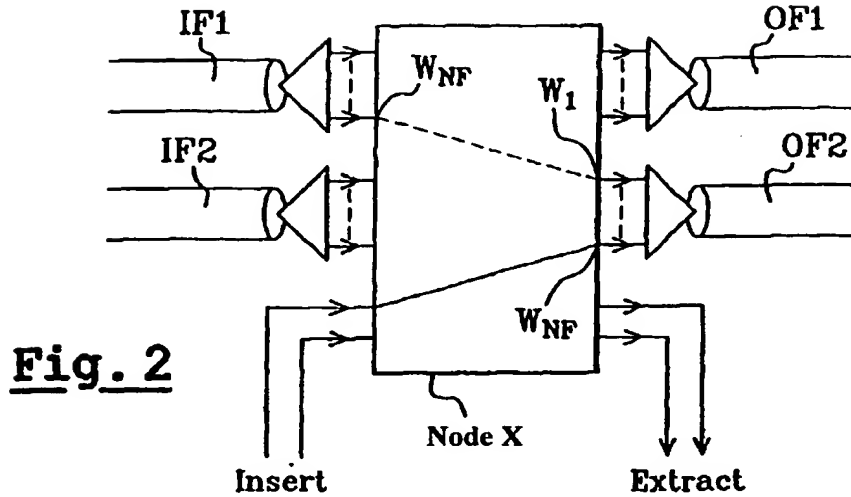 IF1
OF1
W_NF
W_1
IF2
OF2
W_NF
Fig. 2
Node X
Insert
Extract